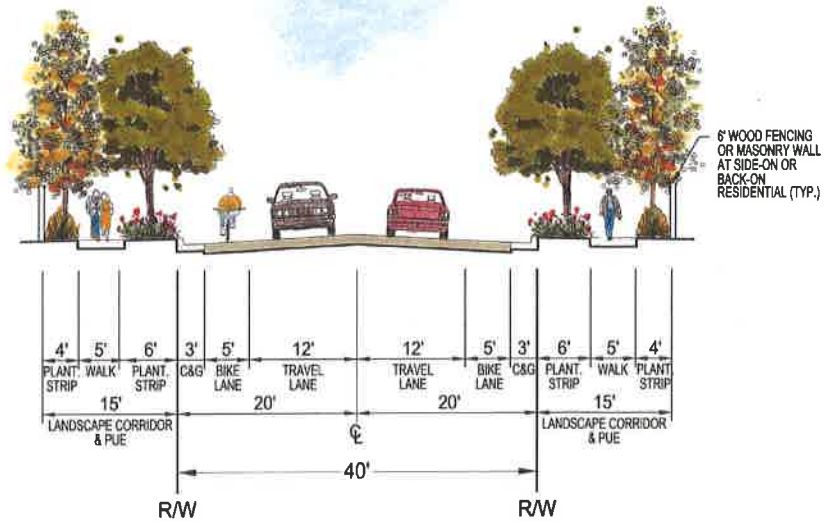 6' WOOD FENCING
OR MASONRY WALL
AT SIDE-ON OR
BACK-ON
RESIDENTIAL (TYP.)
4' 5' 6' 3' 5' 12' 12' 5' 3' 6' 5' 4'
PLANT. STRIP
WALK
PLANT. STRIP
C&G
BIKE LANE
TRAVEL LANE
TRAVEL LANE
BIKE LANE
C&G
PLANT. STRIP
WALK
PLANT. STRIP
15' 20' 20' 15'
LANDSCAPE CORRIDOR
& PUE
℄
LANDSCAPE CORRIDOR
& PUE
40'
R/W R/W